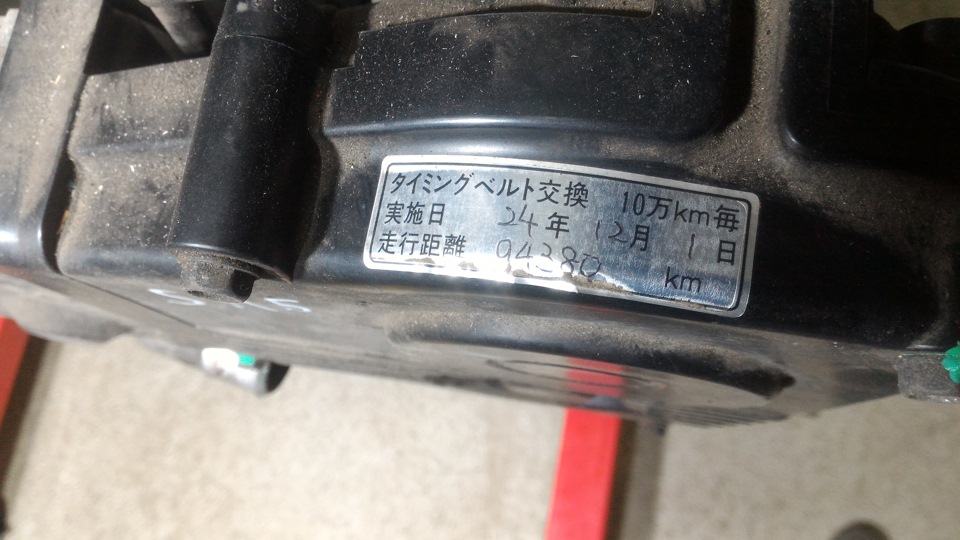 タイミングベルト交換 10万km毎
実施日 24年 12月 1日
走行距離 94380 km